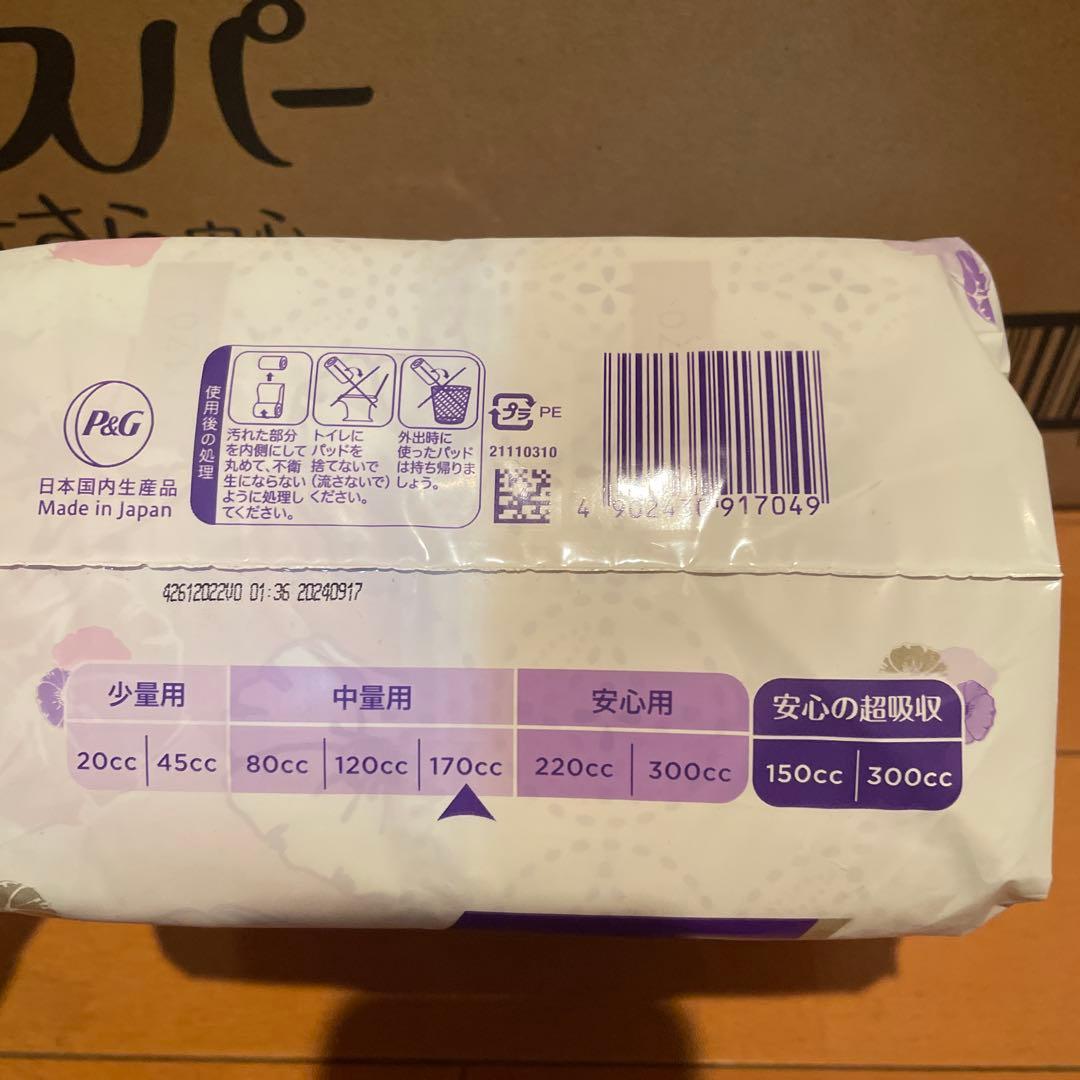 スパー
さら安心
P&G
日本国内生産品
Made in Japan
使用後の処理
汚れた部分
を内側にして
丸めて、不衛
生にならない
ように処理し
てください。
トイレに
パッドを
捨てないで
(流さないで)
ください。
外出時に
使ったパッド
は持ち帰りま
しょう。
プラ PE
21110310
4 902430 917049
42612022V0 01:36 20240917
少量用
中量用
安心用
安心の超吸収
20cc 45cc 80cc 120cc 170cc 220cc 300cc 150cc 300cc